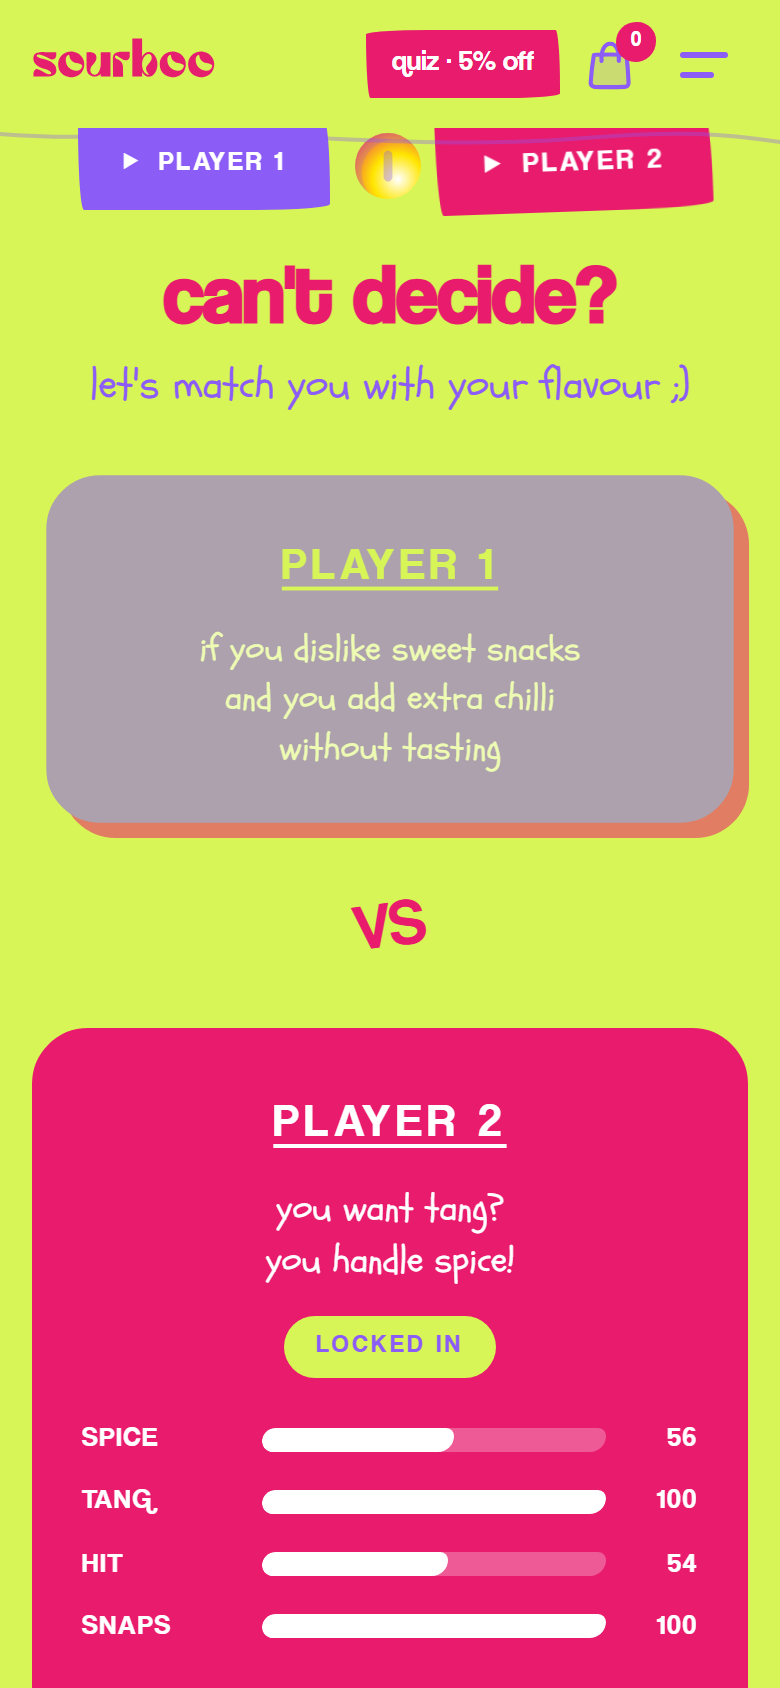 sourboo
quiz · 5% off
0
PLAYER 1
PLAYER 2
can't decide?
let's match you with your flavour ;)
PLAYER 1
if you dislike sweet snacks
and you add extra chilli
without tasting
VS
PLAYER 2
you want tang?
you handle spice!
LOCKED IN
SPICE 56
TANG 100
HIT 54
SNAPS 100